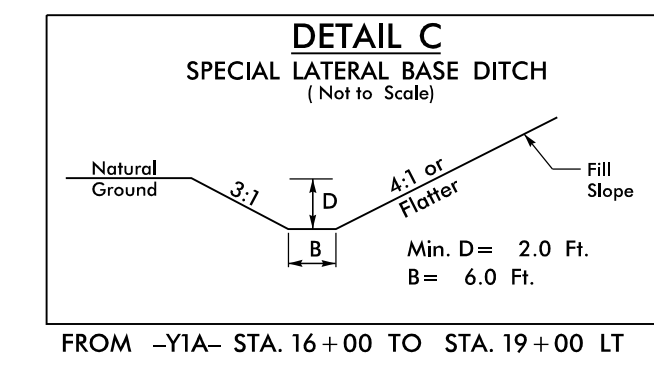 DETAIL C
SPECIAL LATERAL BASE DITCH
( Not to Scale)
Natural
Ground
3:1
D
B
4:1 or
Flatter
Fill
Slope
Min. D= 2.0 Ft.
B= 6.0 Ft.
FROM -Y1A- STA. 16+00 TO STA. 19+00 LT